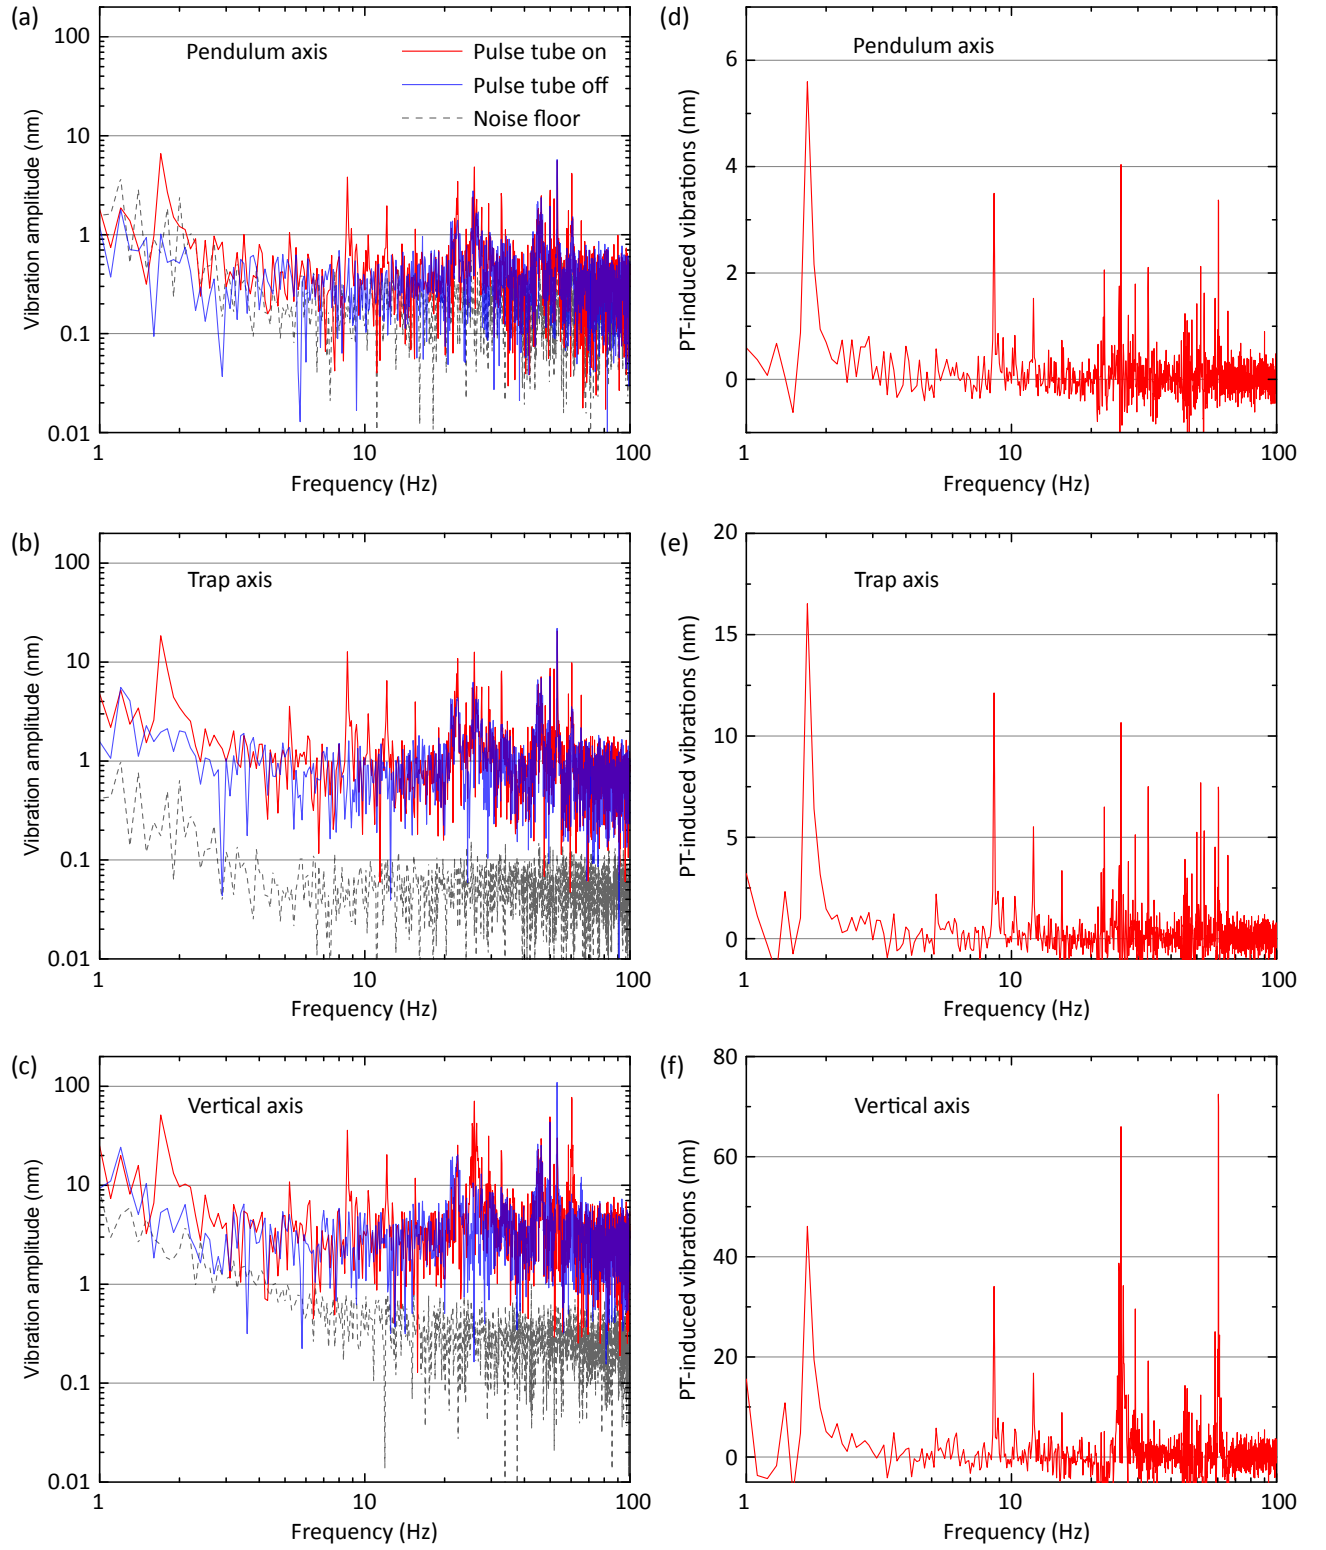 (a)
Pendulum axis
Pulse tube on
Pulse tube off
Noise floor
100
10
1
0.1
0.01
Vibration amplitude (nm)
1
10
100
Frequency (Hz)
(d)
Pendulum axis
6
4
2
0
PT-induced vibrations (nm)
1
10
100
Frequency (Hz)
(b)
Trap axis
100
10
1
0.1
0.01
Vibration amplitude (nm)
1
10
100
Frequency (Hz)
(e)
Trap axis
20
15
10
5
0
PT-induced vibrations (nm)
1
10
100
Frequency (Hz)
(c)
Vertical axis
100
10
1
0.1
0.01
Vibration amplitude (nm)
1
10
100
Frequency (Hz)
(f)
Vertical axis
80
60
40
20
0
PT-induced vibrations (nm)
1
10
100
Frequency (Hz)